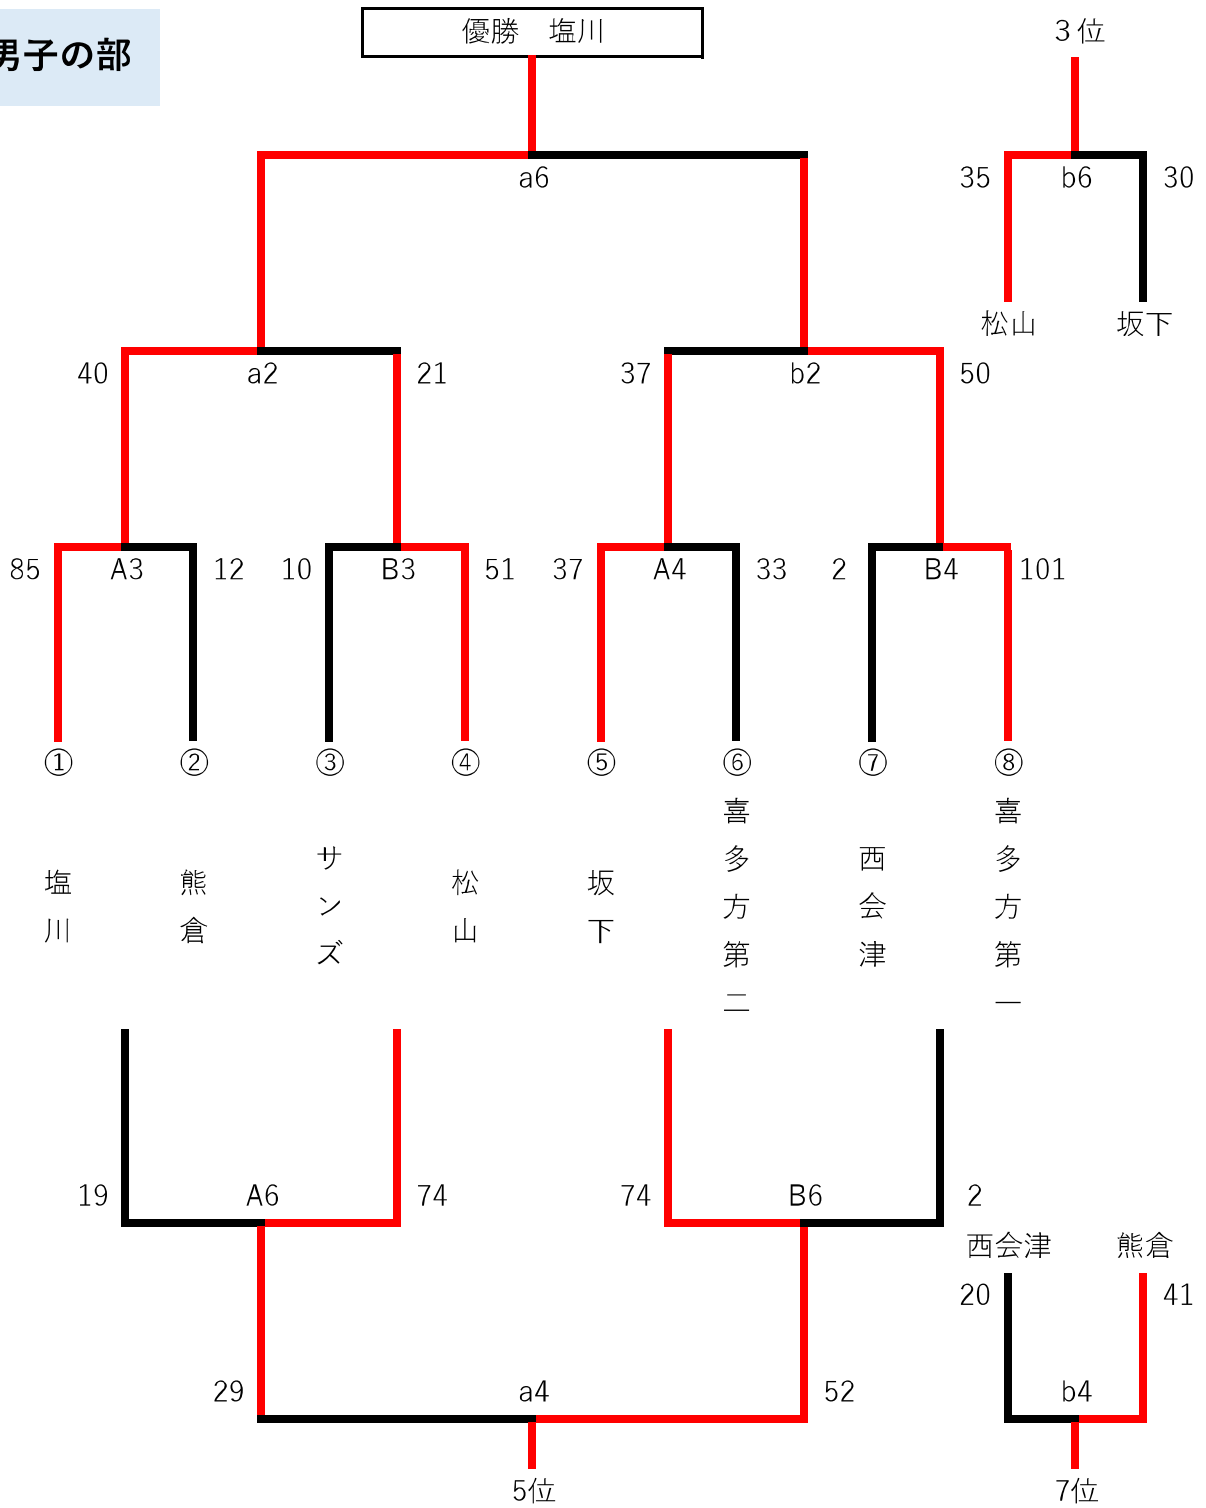 男子の部
優勝　塩川
３位
a6
35 b6 30
松山 坂下
40 a2 21 37 b2 50
85 A3 12 10 B3 51 37 A4 33 2 B4 101
① ② ③ ④ ⑤ ⑥ ⑦ ⑧
塩川
熊倉
サンズ
松山
坂下
喜多方第二
西会津
喜多方第一
19 A6 74 74 B6 2
西会津 熊倉
20 41
29 a4 52 b4
5位 7位